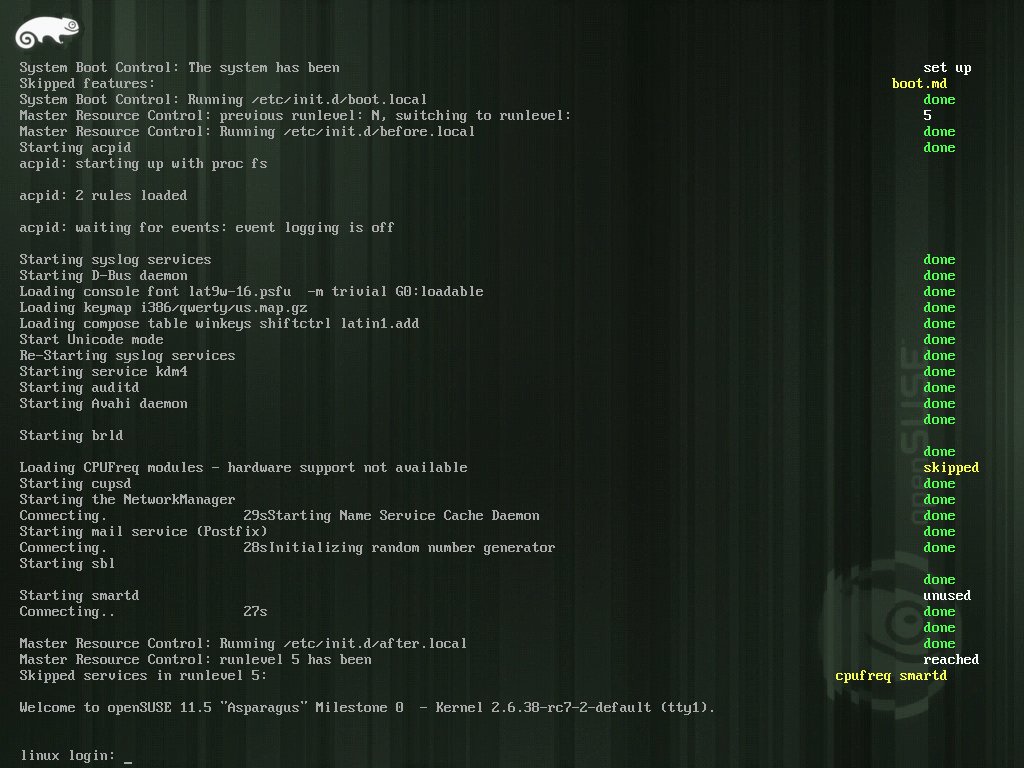 System Boot Control: The system has been set up
Skipped features: boot.md
System Boot Control: Running /etc/init.d/boot.local done
Master Resource Control: previous runlevel: N, switching to runlevel: 5
Master Resource Control: Running /etc/init.d/before.local done
Starting acpid done
acpid: starting up with proc fs
acpid: 2 rules loaded
acpid: waiting for events: event logging is off
Starting syslog services done
Starting D-Bus daemon done
Loading console font lat9w-16.psfu  -m trivial G0:loadable done
Loading keymap i386/qwerty/us.map.gz done
Loading compose table winkeys shiftctrl latin1.add done
Start Unicode mode done
Re-Starting syslog services done
Starting service kdm4 done
Starting auditd done
Starting Avahi daemon done
done
Starting brld
done
Loading CPUFreq modules - hardware support not available skipped
Starting cupsd done
Starting the NetworkManager done
Connecting. 29sStarting Name Service Cache Daemon done
Starting mail service (Postfix) done
Connecting. 28sInitializing random number generator done
Starting sbl
done
Starting smartd unused
Connecting.. 27s done
done
Master Resource Control: Running /etc/init.d/after.local done
Master Resource Control: runlevel 5 has been reached
Skipped services in runlevel 5: cpufreq smartd
Welcome to openSUSE 11.5 "Asparagus" Milestone 0  - Kernel 2.6.38-rc7-2-default (tty1).
linux login: _
openSUSE